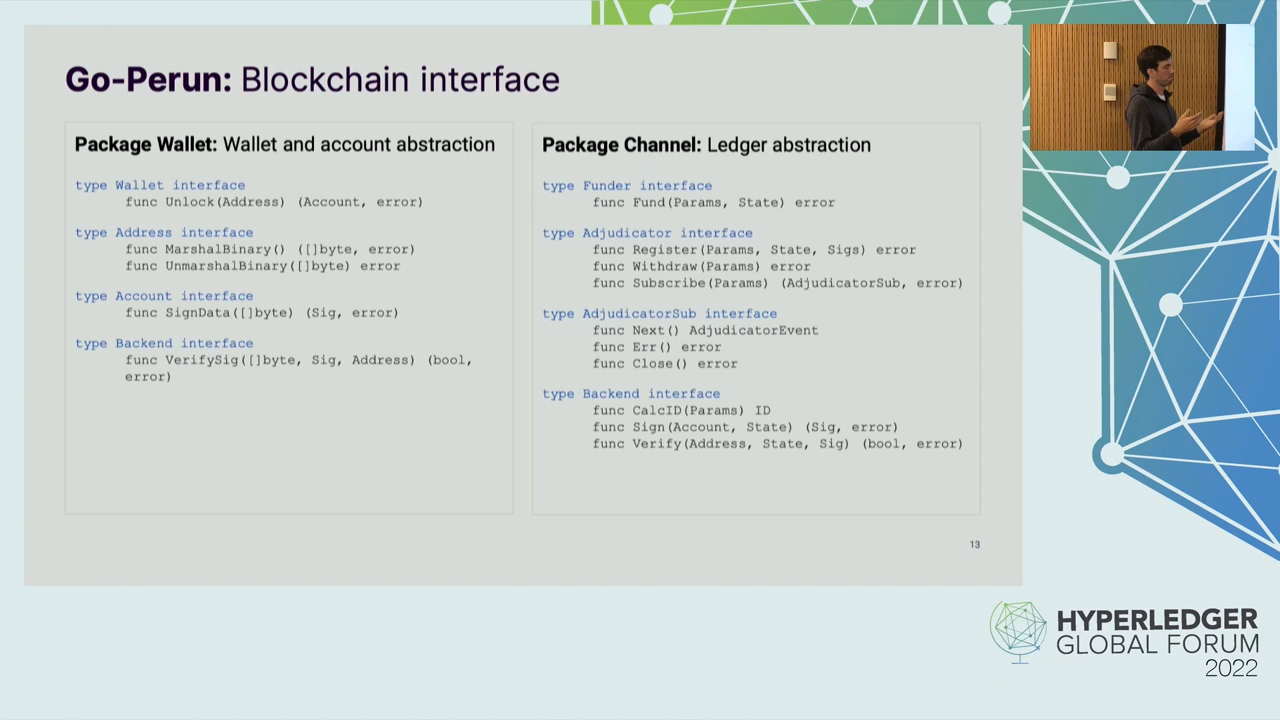 Go-Perun: Blockchain interface
Package Wallet: Wallet and account abstraction
type Wallet interface
func Unlock(Address) (Account, error)
type Address interface
func MarshalBinary() ([]byte, error)
func UnmarshalBinary([]byte) error
type Account interface
func SignData([]byte) (Sig, error)
type Backend interface
func VerifySig([]byte, Sig, Address) (bool,
error)
Package Channel: Ledger abstraction
type Funder interface
func Fund(Params, State) error
type Adjudicator interface
func Register(Params, State, Sigs) error
func Withdraw(Params) error
func Subscribe(Params) (AdjudicatorSub, error)
type AdjudicatorSub interface
func Next() AdjudicatorEvent
func Err() error
func Close() error
type Backend interface
func CalcID(Params) ID
func Sign(Account, State) (Sig, error)
func Verify(Address, State, Sig) (bool, error)
13
HYPERLEDGER
GLOBAL FORUM
2022